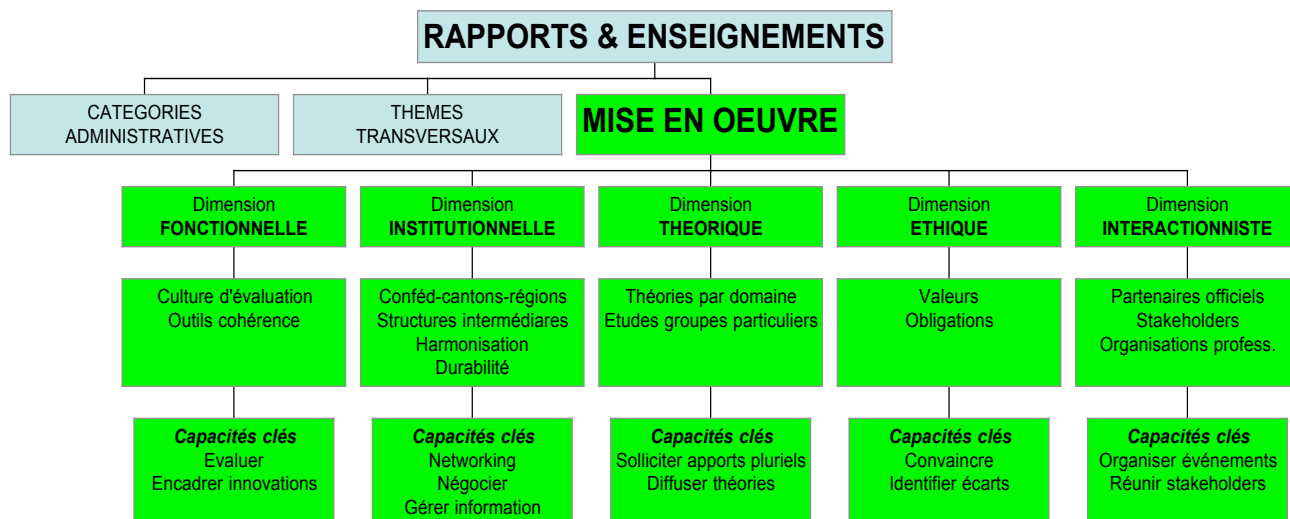 RAPPORTS & ENSEIGNEMENTS
CATEGORIES
ADMINISTRATIVES
THEMES
TRANSVERSAUX
MISE EN OEUVRE
Dimension
FONCTIONNELLE
Dimension
INSTITUTIONNELLE
Dimension
THEORIQUE
Dimension
ETHIQUE
Dimension
INTERACTIONNISTE
Culture d'évaluation
Outils cohérence
Conféd-cantons-régions
Structures intermédiares
Harmonisation
Durabilité
Théories par domaine
Etudes groupes particuliers
Valeurs
Obligations
Partenaires officiels
Stakeholders
Organisations profess.
Capacités clés
Evaluer
Encadrer innovations
Capacités clés
Networking
Négocier
Gérer information
Capacités clés
Solliciter apports pluriels
Diffuser théories
Capacités clés
Convaincre
Identifier écarts
Capacités clés
Organiser événements
Réunir stakeholders